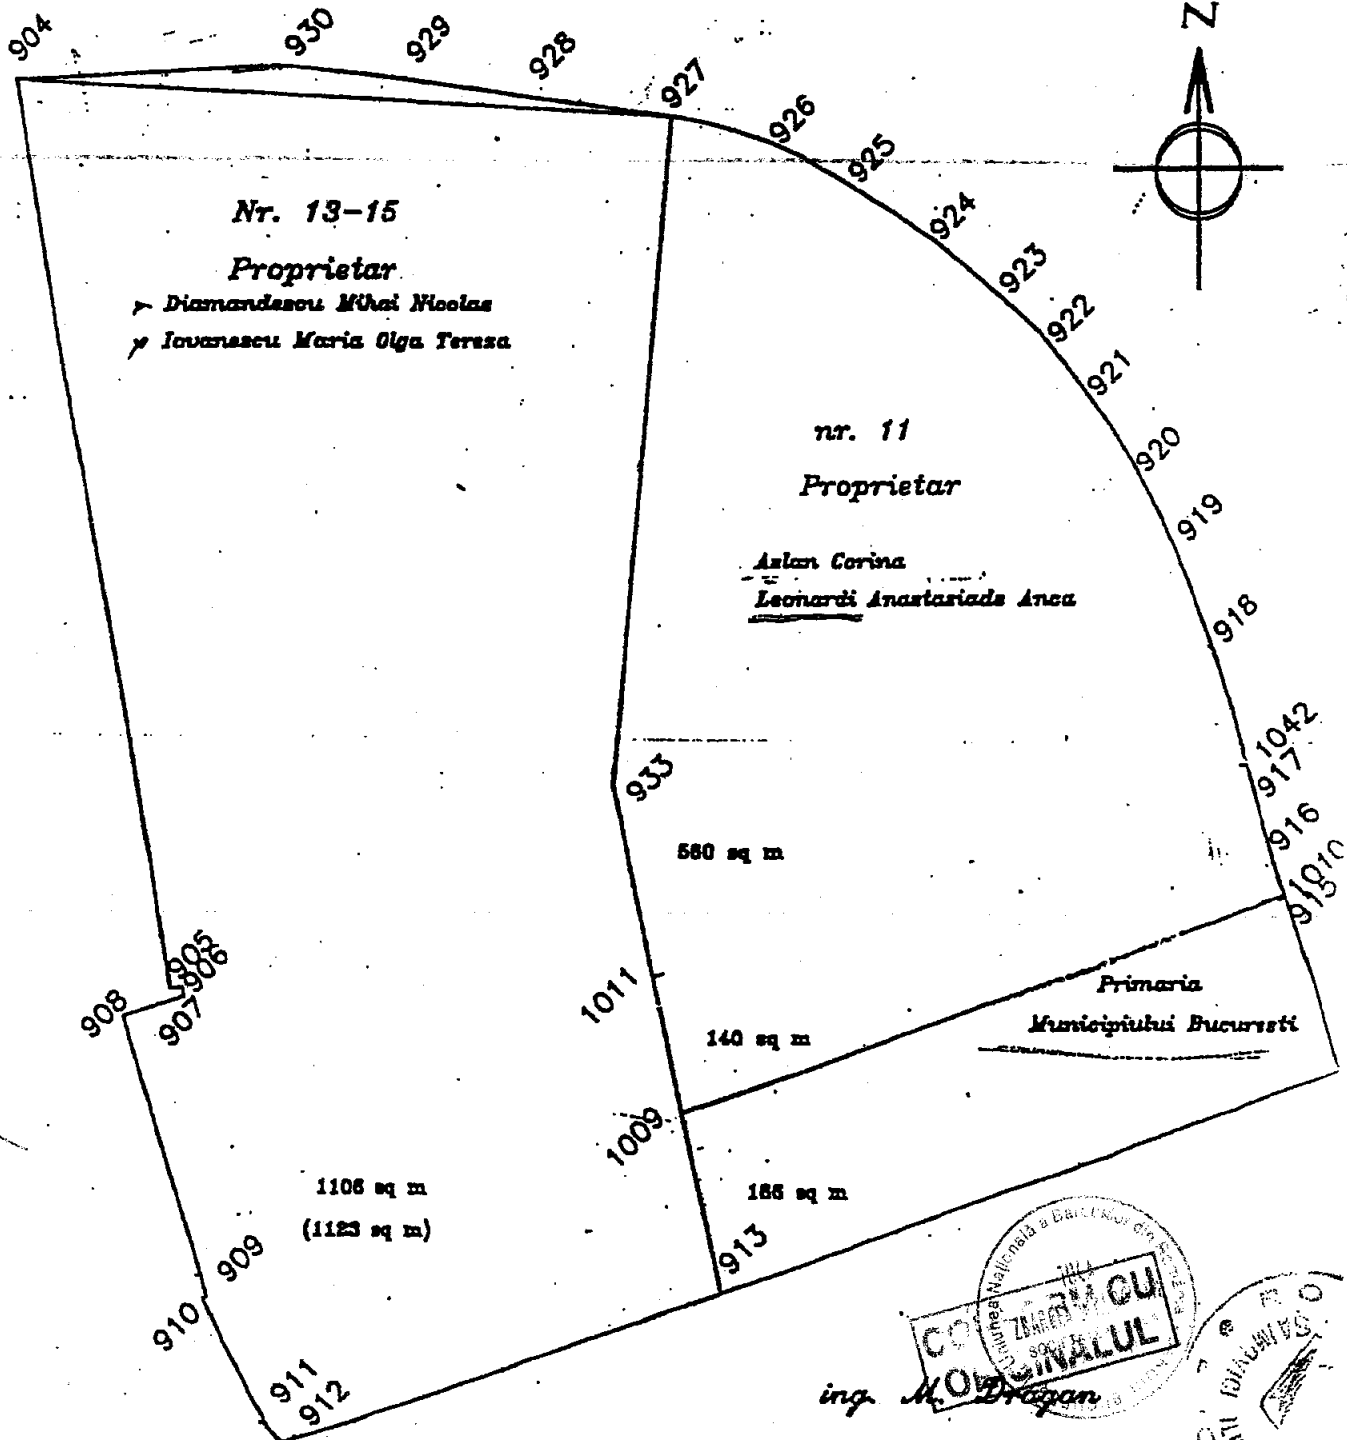 904
930
929
928
927
926
925
924
923
922
921
920
919
918
1042
917
916
1010
915
N
Nr. 13-15
Proprietar
Diamandescu Mihai Nicolae
Iovanescu Maria Olga Tereza
nr. 11
Proprietar
Aslan Corina
Leonardi Anastasiade Anca
933
560 sq m
905
906
908
907
1011
140 sq m
Primaria
Municipiului Bucuresti
1009
1106 sq m
(1123 sq m)
166 sq m
909
913
910
911
912
CU
ing. M. Dragan